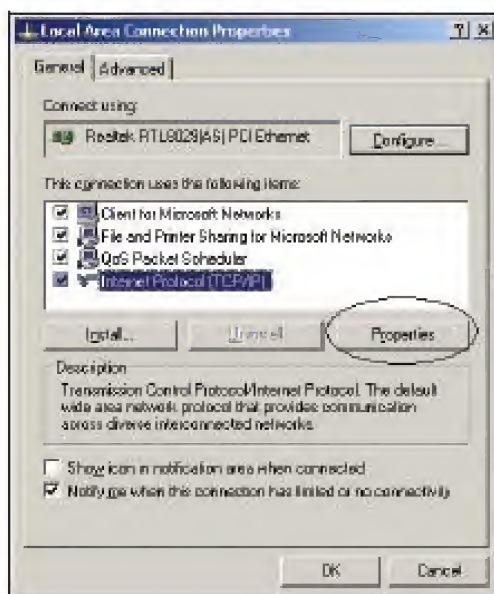 Local Area Connection Properties
General
Advanced
Connect using:
Realtek RTL8029(AS) PCI Ethernet
Configure...
This connection uses the following items:
Client for Microsoft Networks
File and Printer Sharing for Microsoft Networks
QoS Packet Scheduler
Internet Protocol (TCP/IP)
Install...
Uninstall
Properties
Description
Transmission Control Protocol/Internet Protocol. The default
wide area network protocol that provides communication
across diverse interconnected networks.
Show icon in notification area when connected
Notify me when this connection has limited or no connectivity
OK
Cancel